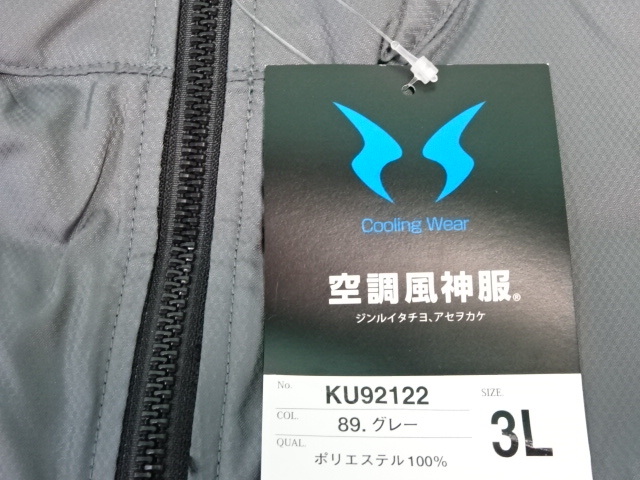 Cooling Wear
空調風神服®
ジンルイタチヨ、アセヲカケ
No. KU92122
COL. 89. グレー
QUAL. ポリエステル100%
SIZE.
3L